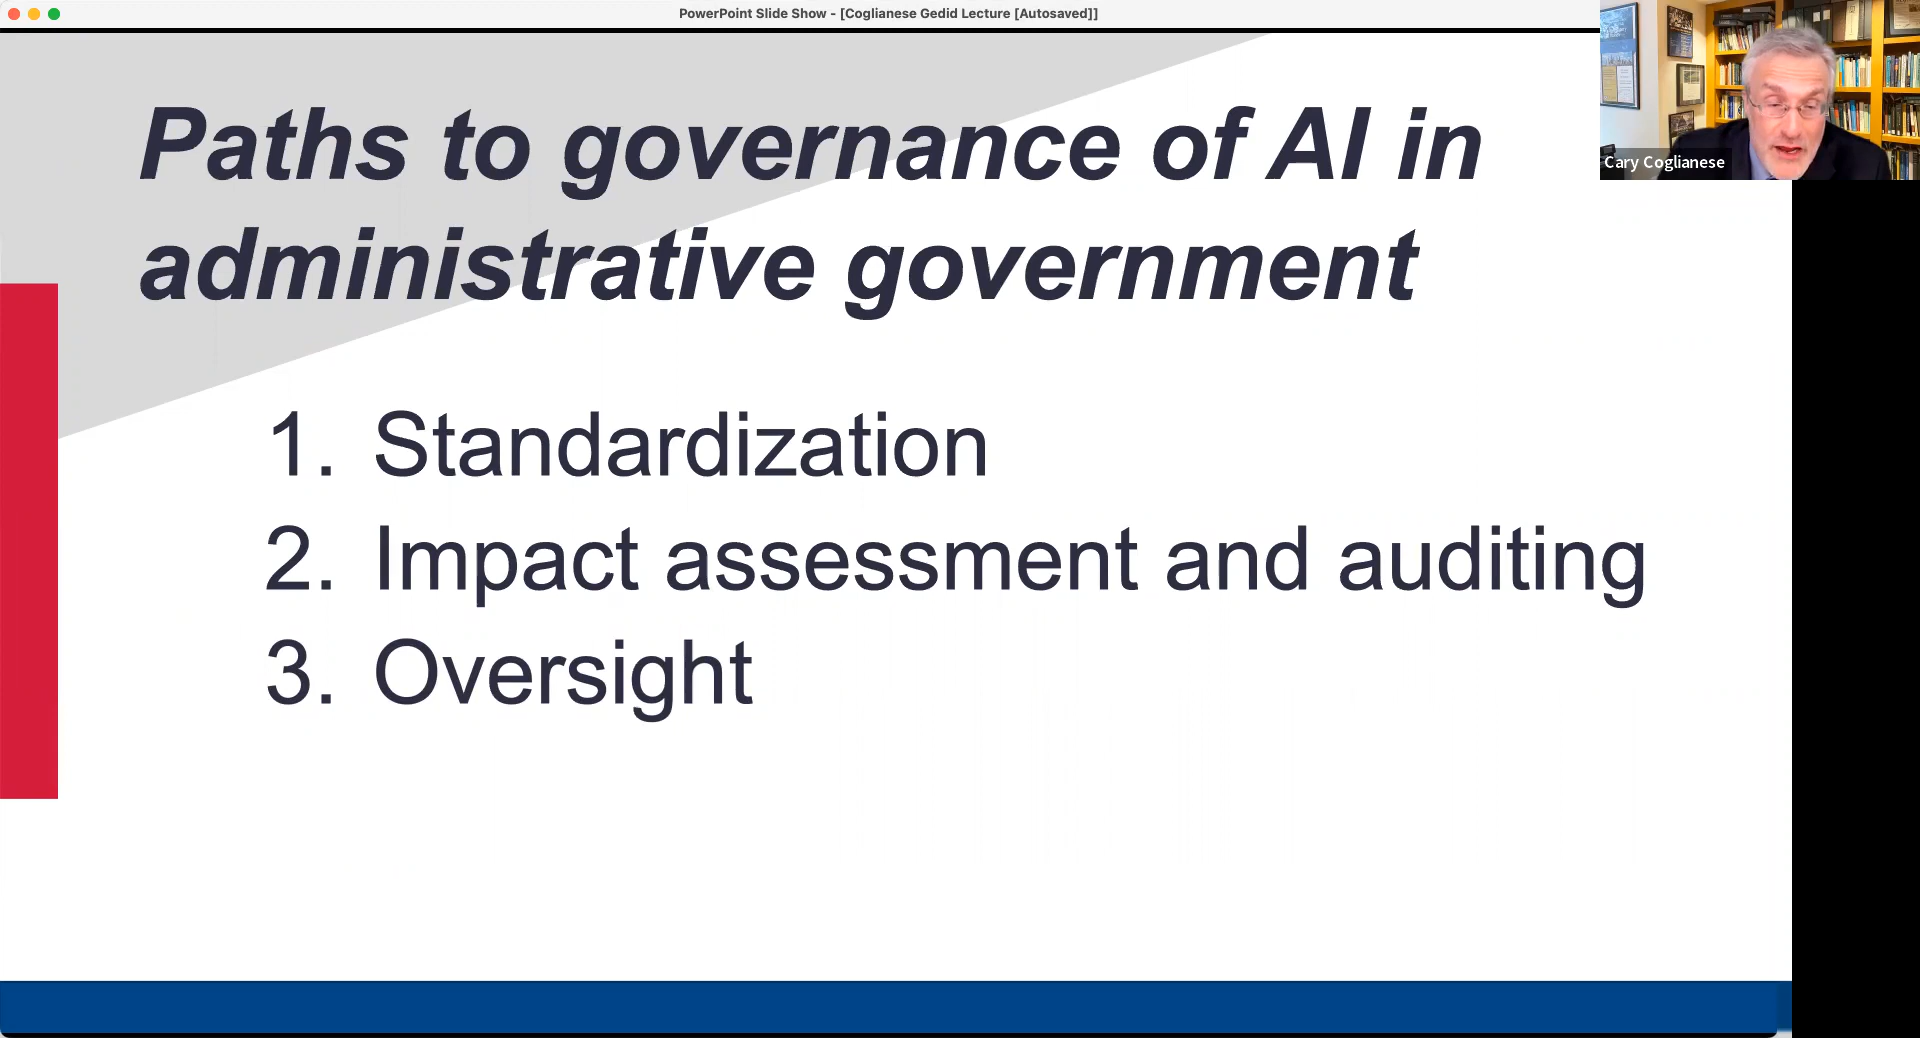 PowerPoint Slide Show - [Coglianese Gedid Lecture [Autosaved]]
Paths to governance of AI in
administrative government
1. Standardization
2. Impact assessment and auditing
3. Oversight
Cary Coglianese